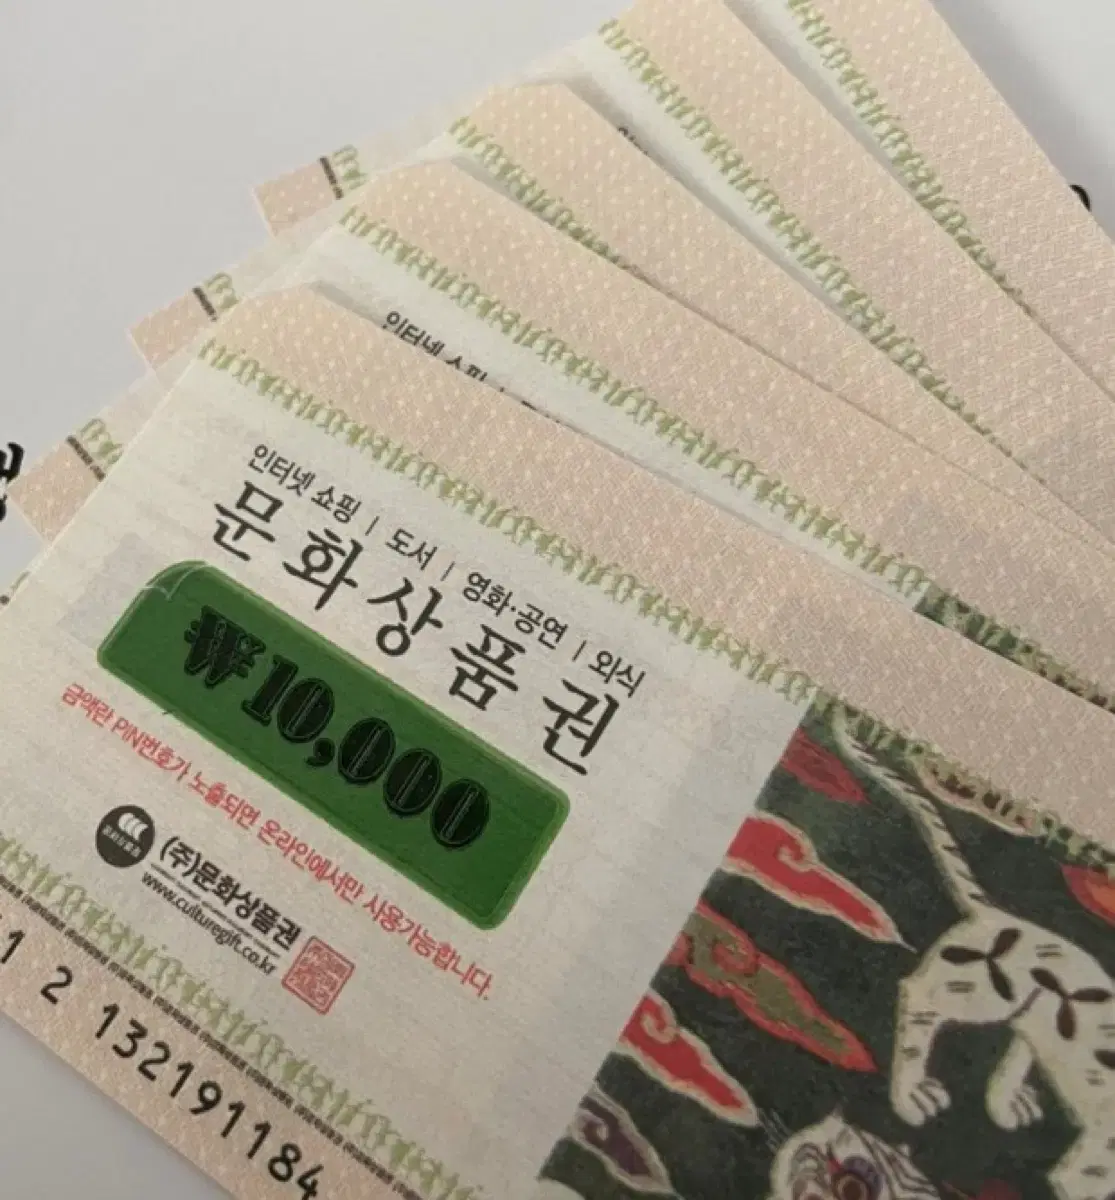 인터넷 쇼핑 |
인터넷 쇼핑 | 도서 | 영화·공연 | 외식
문화상품권
₩10,000
금액란 PIN번호가 노출되면 온라인에서만 사용가능합니다.
(주)문화상품권
www.culturegift.co.kr
1 2 132191184